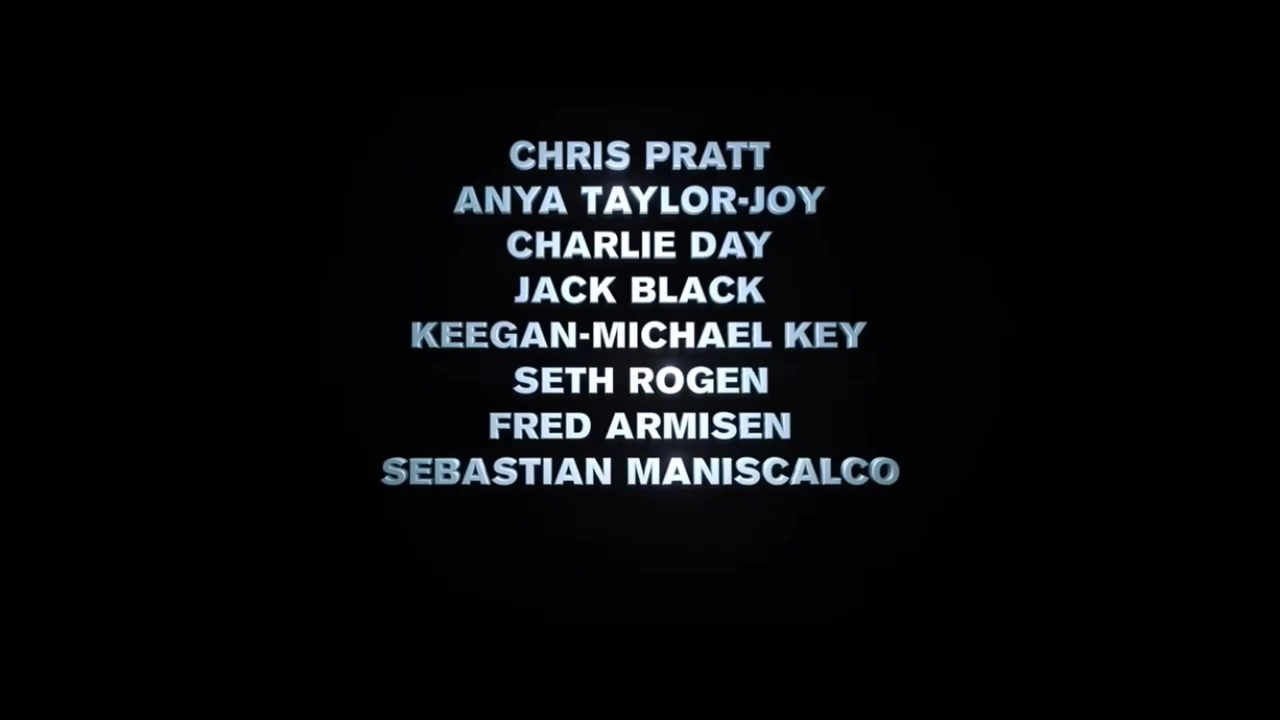 CHRIS PRATT
ANYA TAYLOR-JOY
CHARLIE DAY
JACK BLACK
KEEGAN-MICHAEL KEY
SETH ROGEN
FRED ARMISEN
SEBASTIAN MANISCALCO